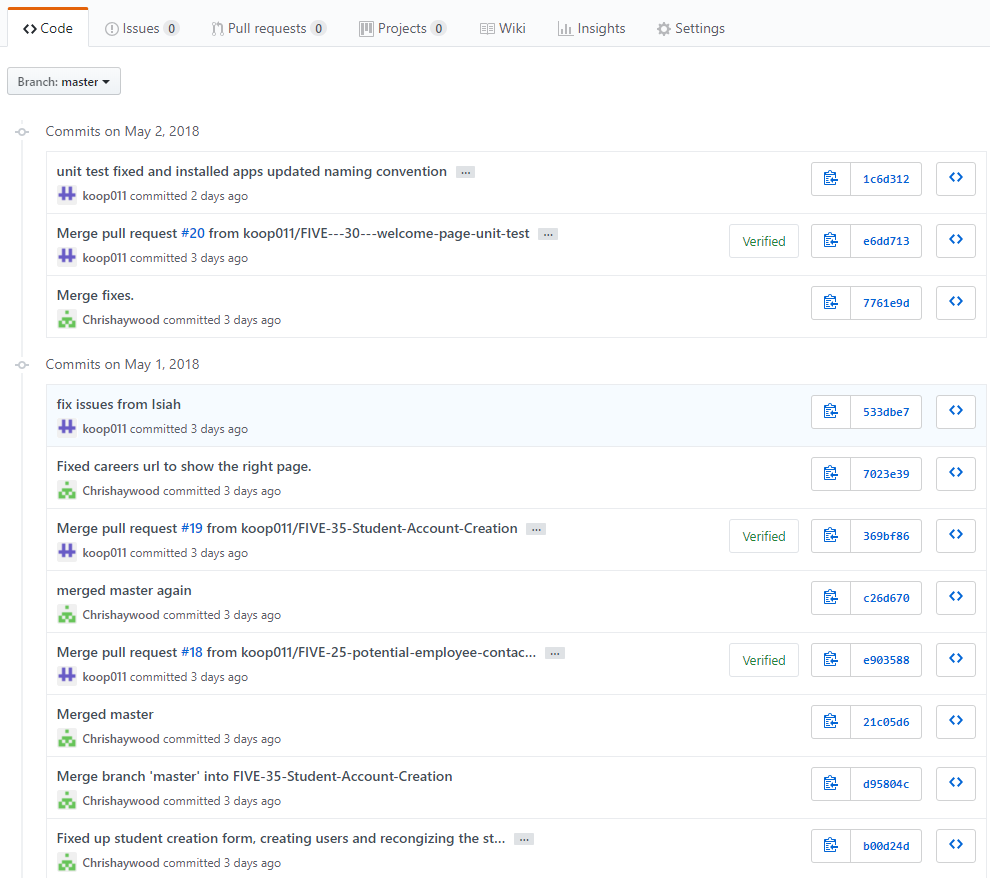 Code Issues 0 Pull requests 0 Projects 0 Wiki Insights Settings
Branch: master
Commits on May 2, 2018
unit test fixed and installed apps updated naming convention ...
koop011 committed 2 days ago
1c6d312
Merge pull request #20 from koop011/FIVE---30---welcome-page-unit-test ...
koop011 committed 3 days ago
Verified e6dd713
Merge fixes.
Chrishaywood committed 3 days ago
7761e9d
Commits on May 1, 2018
fix issues from Isiah
koop011 committed 3 days ago
533dbe7
Fixed careers url to show the right page.
Chrishaywood committed 3 days ago
7023e39
Merge pull request #19 from koop011/FIVE-35-Student-Account-Creation ...
koop011 committed 3 days ago
Verified 369bf86
merged master again
Chrishaywood committed 3 days ago
c26d670
Merge pull request #18 from koop011/FIVE-25-potential-employee-contac... ...
koop011 committed 3 days ago
Verified e903588
Merged master
Chrishaywood committed 3 days ago
21c05d6
Merge branch 'master' into FIVE-35-Student-Account-Creation
Chrishaywood committed 3 days ago
d95804c
Fixed up student creation form, creating users and recongizing the st... ...
Chrishaywood committed 3 days ago
b00d24d